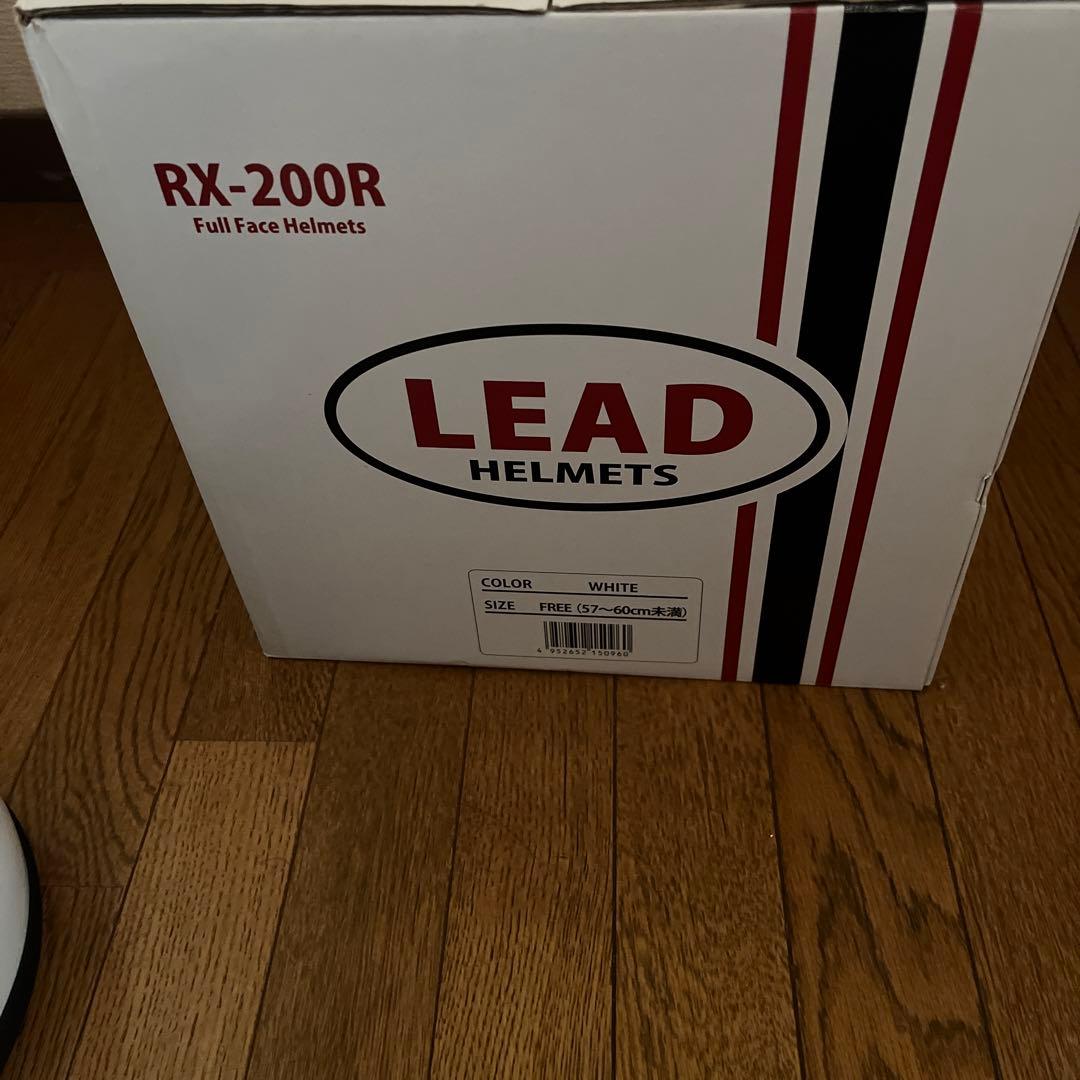 RX-200R
Full Face Helmets
LEAD
HELMETS
COLOR WHITE
SIZE FREE (57～60cm未満)
4 952652 150960